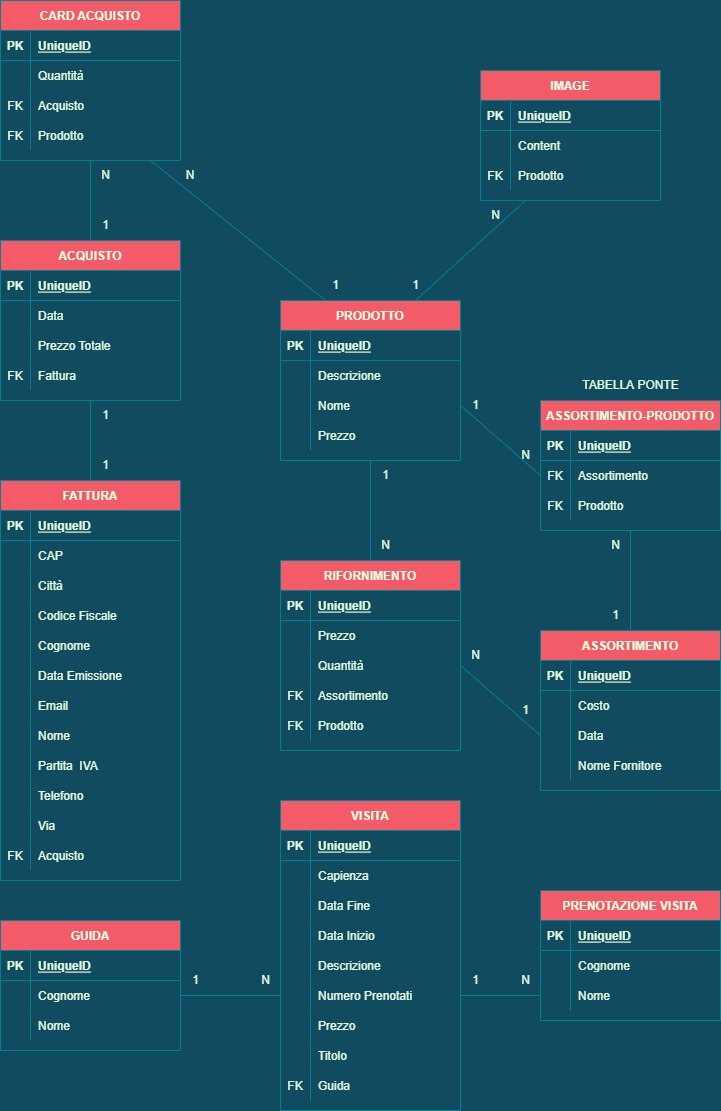 CARD ACQUISTO
PK UniqueID
Quantità
FK Acquisto
FK Prodotto
N
N
1
IMAGE
PK UniqueID
Content
FK Prodotto
N
1
1
ACQUISTO
PK UniqueID
Data
Prezzo Totale
FK Fattura
1
1
PRODOTTO
PK UniqueID
Descrizione
Nome
Prezzo
1
N
1
N
TABELLA PONTE
ASSORTIMENTO-PRODOTTO
PK UniqueID
FK Assortimento
FK Prodotto
N
1
FATTURA
PK UniqueID
CAP
Città
Codice Fiscale
Cognome
Data Emissione
Email
Nome
Partita IVA
Telefono
Via
FK Acquisto
RIFORNIMENTO
PK UniqueID
Prezzo
Quantità
FK Assortimento
FK Prodotto
N
1
ASSORTIMENTO
PK UniqueID
Costo
Data
Nome Fornitore
GUIDA
PK UniqueID
Cognome
Nome
1
N
VISITA
PK UniqueID
Capienza
Data Fine
Data Inizio
Descrizione
Numero Prenotati
Prezzo
Titolo
FK Guida
1
N
PRENOTAZIONE VISITA
PK UniqueID
Cognome
Nome